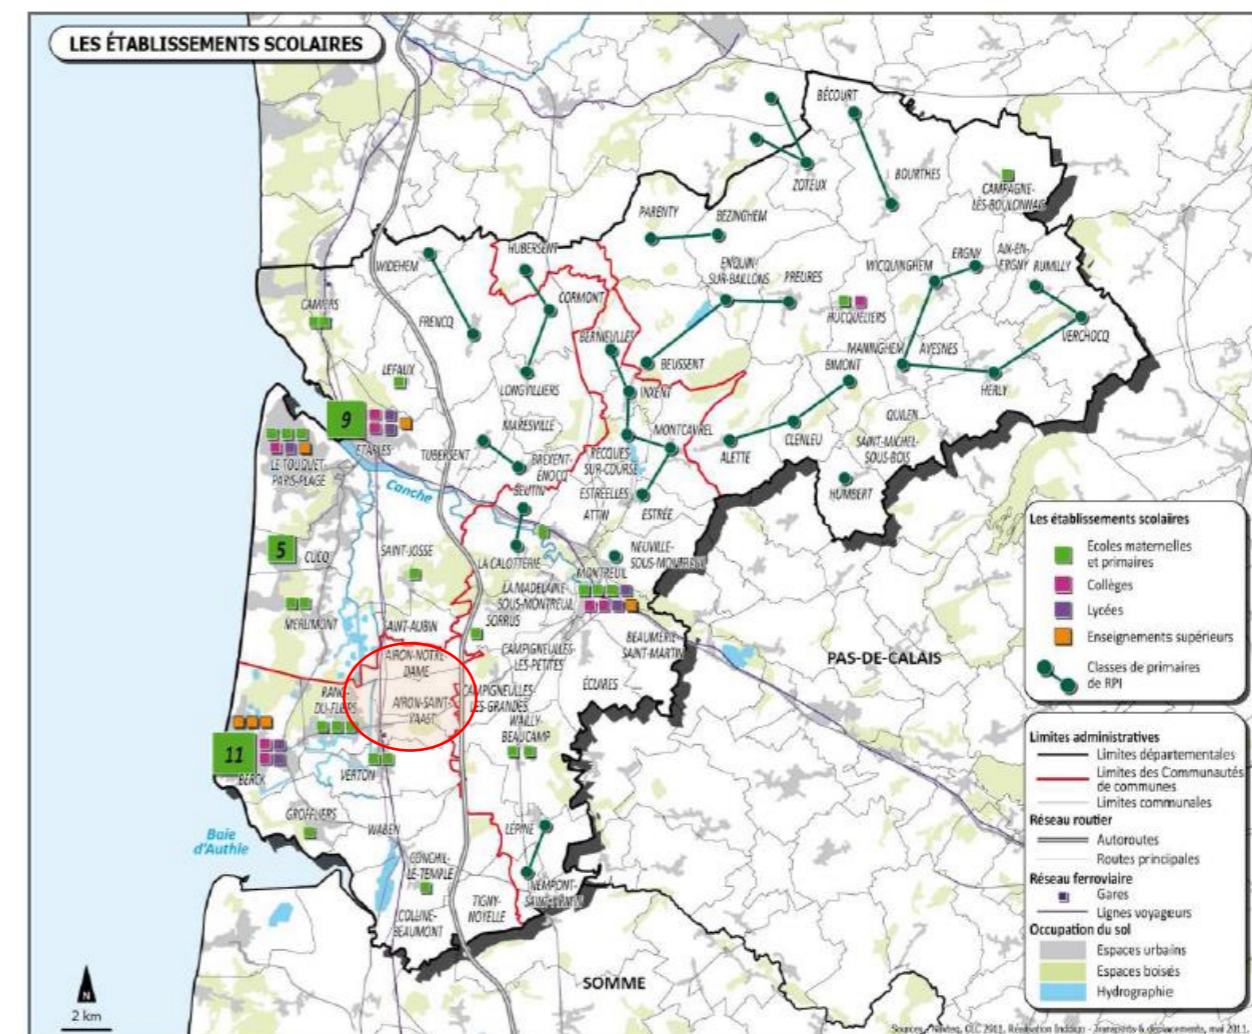 LES ÉTABLISSEMENTS SCOLAIRES
BÉCOURT
ZOTEUX
BOURTHES
CAMPAGNE-
LÈS-BOULONNAIS
PARENTY
BEZINGHEM
HUBERSENT
WIDEHEM
ENQUIN-
SUR-BAILLONS
PREURES
WICQUINGHEM
ERGNY
AIX-EN-
ERGNY
RUMILLY
CAMIERS
CORMONT
FRENCQ
BERNIEULLES
HUCQUELIERS
VERCHOCQ
MANINGHEM
AVESNES
BEUSSENT
BIMONT
LEFAUX
LONGVILLIERS
INXENT
HERLY
9
MARESVILLE
MONTCAVREL
QUILEN
ETAPLES
TUBERSENT
CLENLEU
SAINT-MICHEL-
SOUS-BOIS
LE TOUQUET-
PARIS-PLAGE
BREXENT-
ENOCQ
RECQUES-
SUR-COURSE
ALETTE
Canche
BEUTIN
ESTREELLES
HUMBERT
ATTIN
ESTRÉE
5
CUCQ
SAINT-JOSSE
LA CALOTTERIE
NEUVILLE-
SOUS-MONTREUIL
MONTREUIL
LA MADELAINE-
SOUS-MONTREUIL
MERLIMONT
SAINT-AUBIN
SORRUS
CAMPIGNEULLES-
LES-PETITES
BEAUMERIE-
SAINT-MARTIN
AIRON-NOTRE-
DAME
PAS-DE-CALAIS
RANG-
DU-FLIERS
AIRON-SAINT-
VAAST
CAMPIGNEULLES-
LES-GRANDES
ÉCUIRES
WAILLY-
BEAUCAMP
11
BERCK
VERTON
GROFFLIERS
WABEN
LÉPINE
Baie
d'Authie
CONCHIL-
LE-TEMPLE
NEMPONT-
SAINT-FIRMIN
TIGNY-
NOYELLE
COLLINE-
BEAUMONT
SOMME
N
2 km
Les établissements scolaires
Ecoles maternelles
et primaires
Collèges
Lycées
Enseignements supérieurs
Classes de primaires
de RPI
Limites administratives
Limites départementales
Limites des Communautés
de communes
Limites communales
Réseau routier
Autoroutes
Routes principales
Réseau ferroviaire
Gares
Lignes voyageurs
Occupation du sol
Espaces urbains
Espaces boisés
Hydrographie